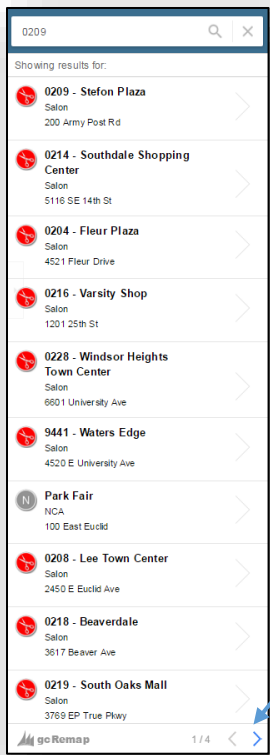 0209
Showing results for:
0209 - Stefon Plaza
Salon
200 Army Post Rd
0214 - Southdale Shopping
Center
Salon
5116 SE 14th St
0204 - Fleur Plaza
Salon
4521 Fleur Drive
0216 - Varsity Shop
Salon
1201 25th St
0228 - Windsor Heights
Town Center
Salon
6601 University Ave
9441 - Waters Edge
Salon
4520 E University Ave
N
Park Fair
NCA
100 East Euclid
0208 - Lee Town Center
Salon
2450 E Euclid Ave
0218 - Beaverdale
Salon
3617 Beaver Ave
0219 - South Oaks Mall
Salon
3769 EP True Pkwy
gcRemap 1 / 4